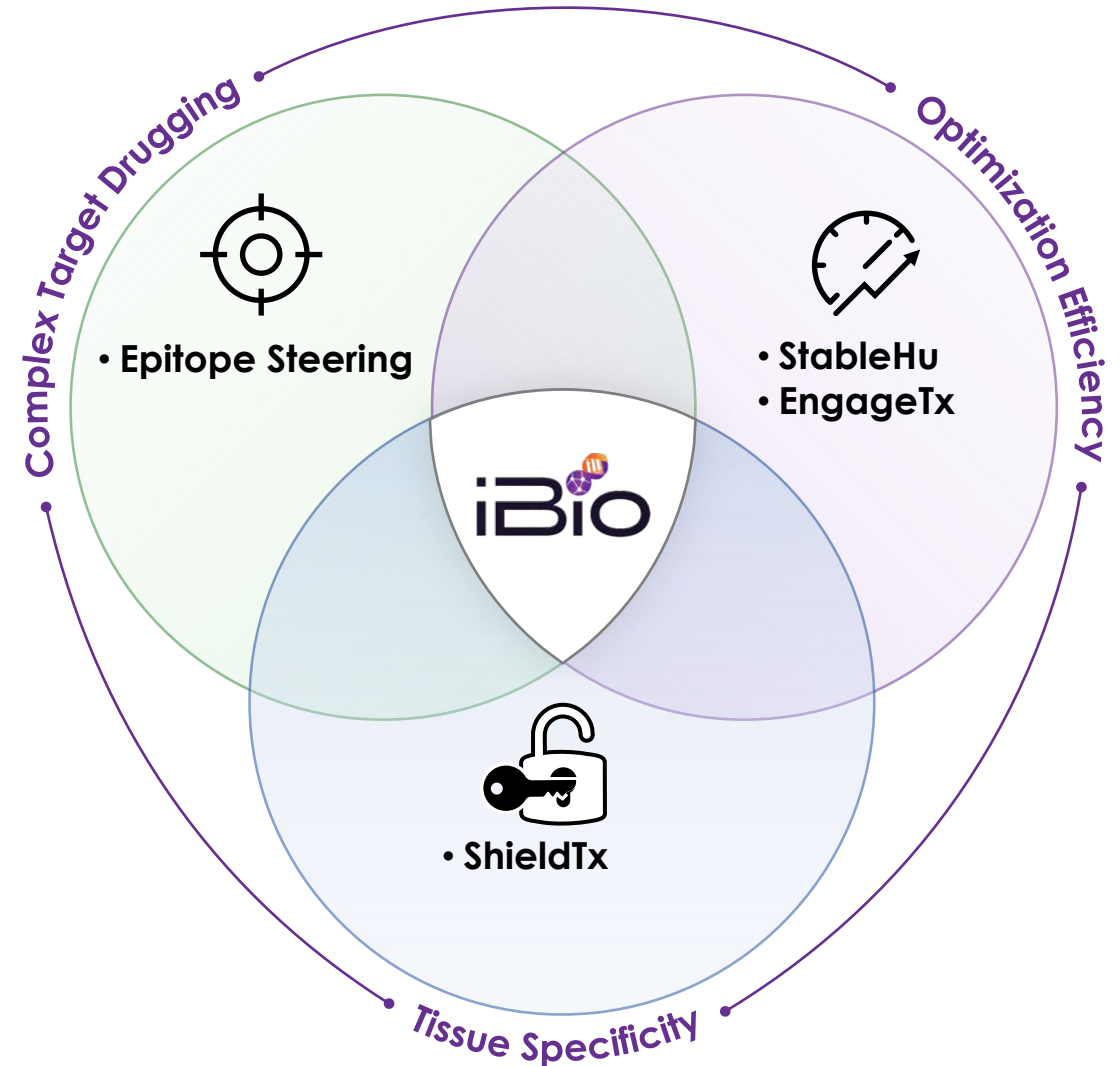 Complex Target Drugging
Optimization Efficiency
• Epitope Steering
• StableHu
• EngageTx
iBio
• ShieldTx
Tissue Specificity